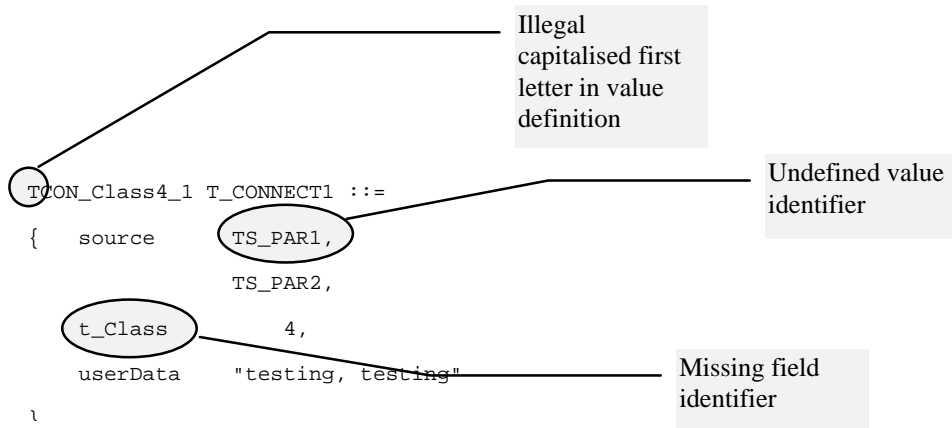 Illegal
capitalised first
letter in value
definition
Undefined value
identifier
TCON_Class4_1 T_CONNECT1 ::=
{ source TS_PAR1,
TS_PAR2,
t_Class 4,
userData "testing, testing"
}
Missing field
identifier